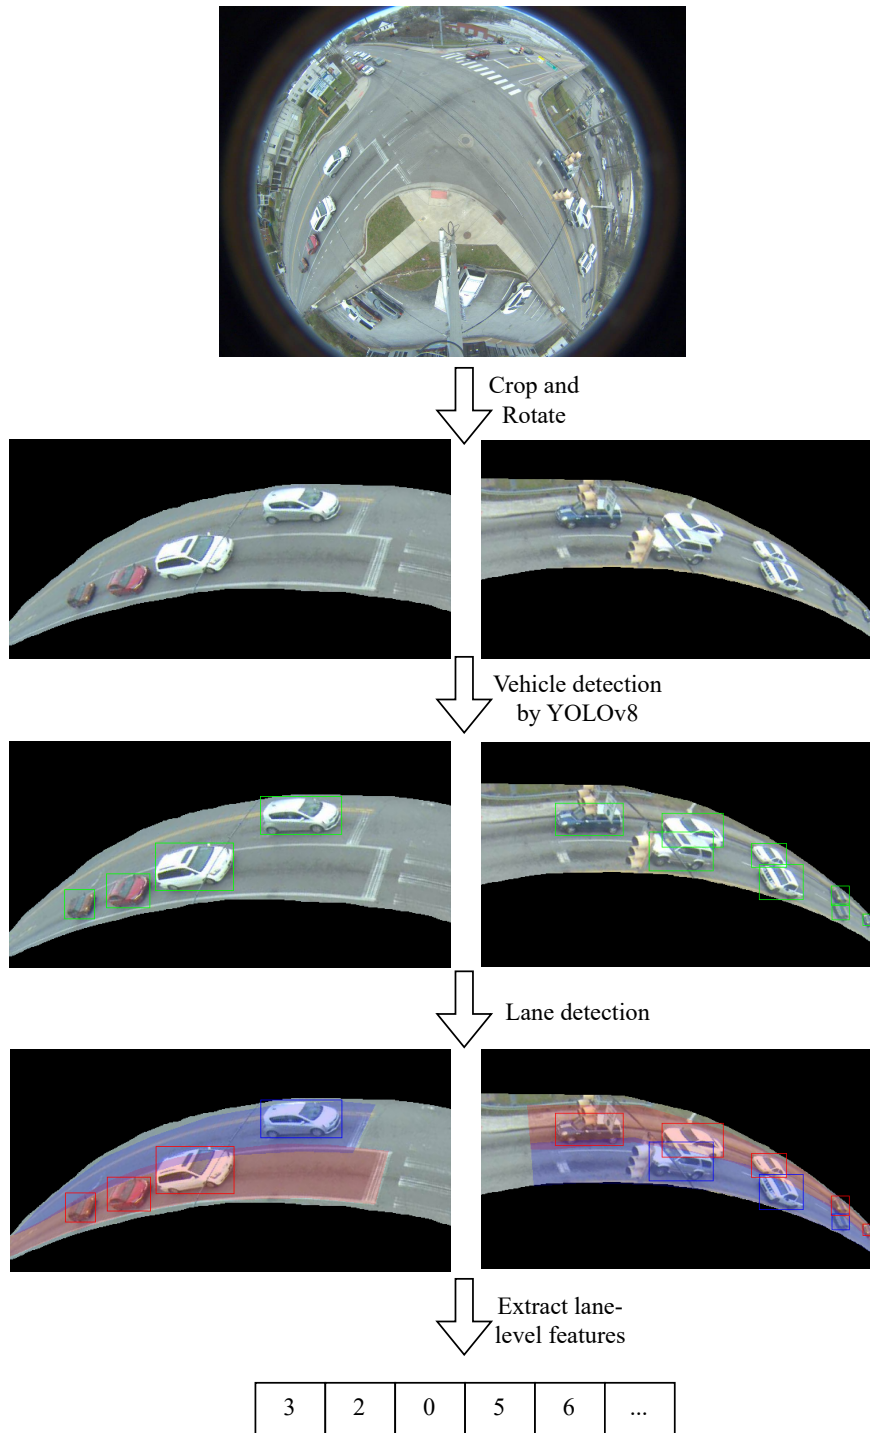 Crop and
Rotate
Vehicle detection
by YOLOv8
Lane detection
Extract lane-
level features
3 2 0 5 6 ...